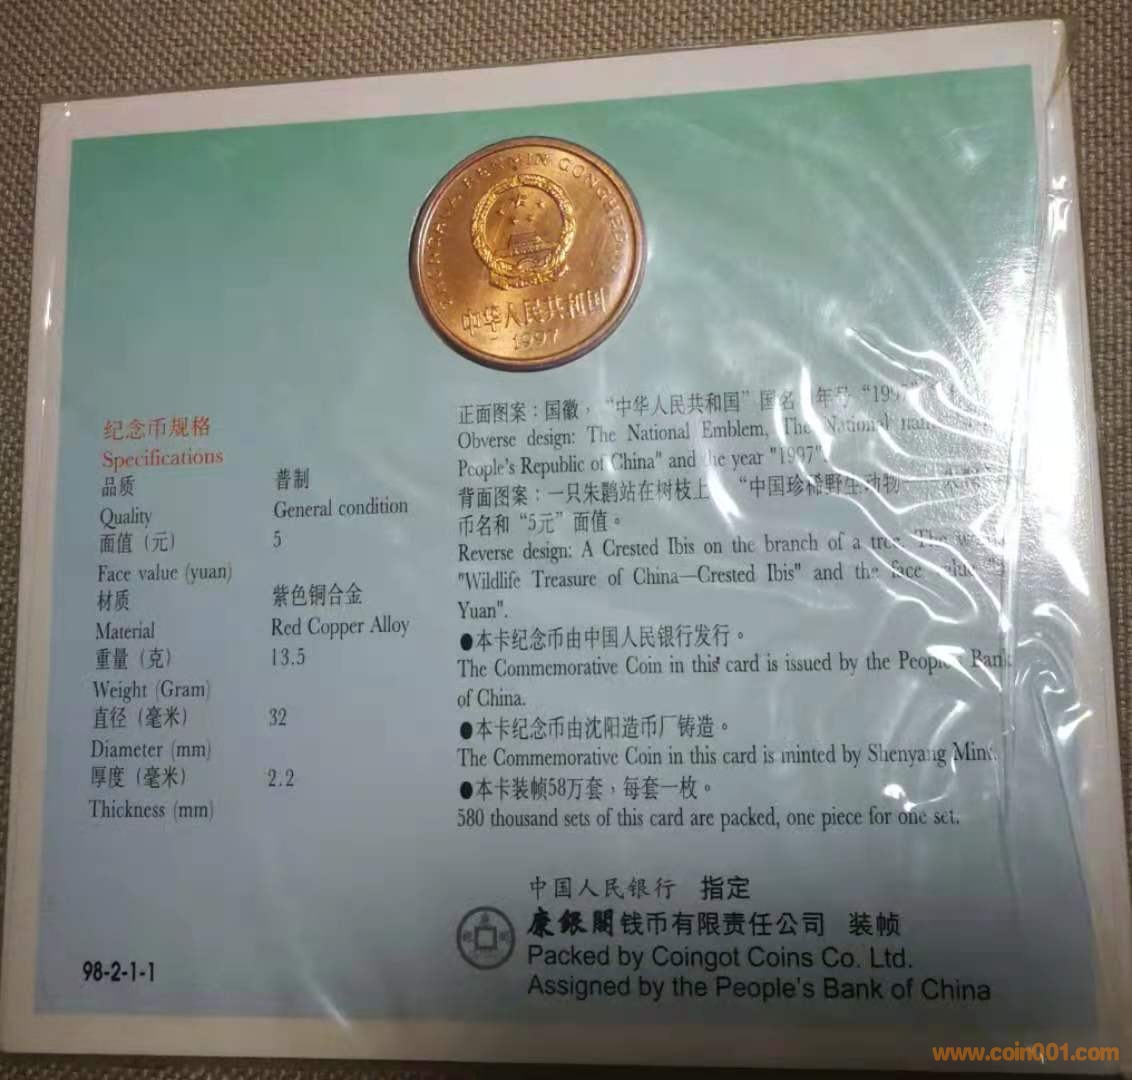 中华人民共和国
1997
纪念币规格
Specifications
品质 普制
Quality General condition
面值（元） 5
Face value (yuan)
材质 紫色铜合金
Material Red Copper Alloy
重量（克） 13.5
Weight (Gram)
直径（毫米） 32
Diameter (mm)
厚度（毫米） 2.2
Thickness (mm)
正面图案：国徽，“中华人民共和国”国名
Obverse design: The National Emblem, The National
People's Republic of China" and the year "1997"
背面图案：一只朱鹮站在树枝上 “中国珍稀野生动物
币名和“5元”面值。
Reverse design: A Crested Ibis on the branch of a tree. The
"Wildlife Treasure of China—Crested Ibis" and the face value
Yuan".
●本卡纪念币由中国人民银行发行。
The Commemorative Coin in this card is issued by the People's Bank
of China.
●本卡纪念币由沈阳造币厂铸造。
The Commemorative Coin in this card is minted by Shenyang Mint.
●本卡装帧58万套，每套一枚。
580 thousand sets of this card are packed, one piece for one set.
中国人民银行 指定
康銀閣钱币有限责任公司 装帧
Packed by Coingot Coins Co. Ltd.
Assigned by the People's Bank of China
98-2-1-1
www.coin001.com